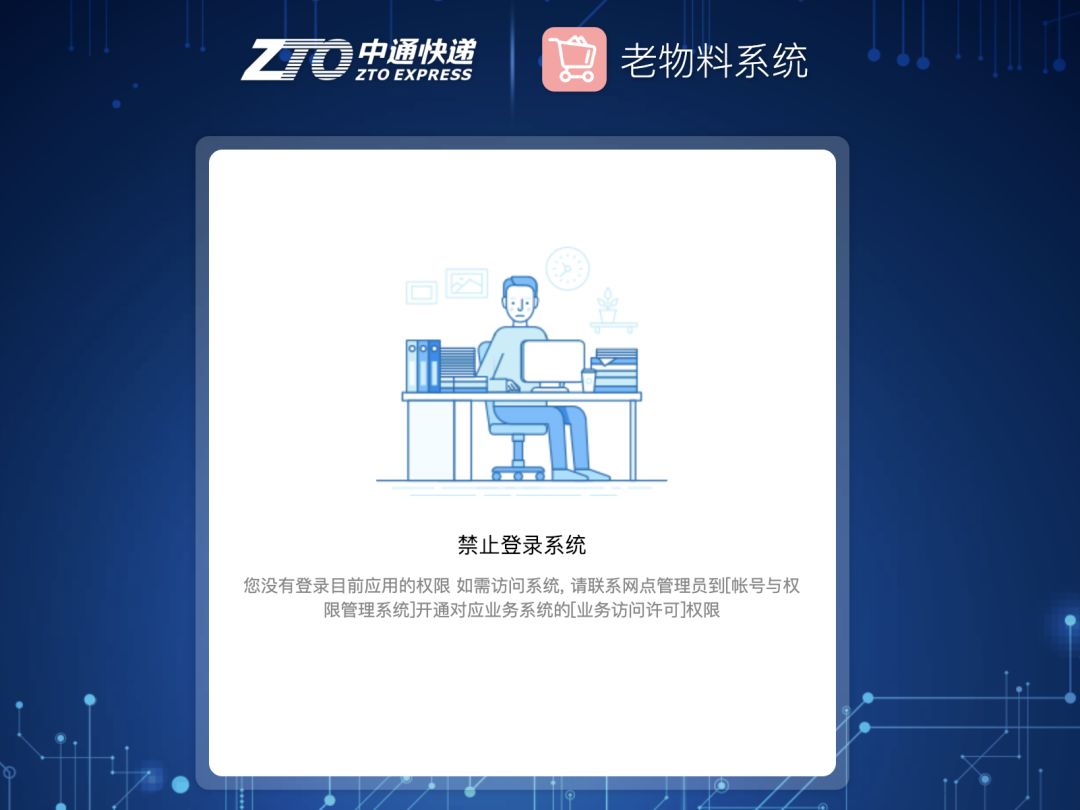 ZTO 中通快递
ZTO EXPRESS
老物料系统
禁止登录系统
您没有登录目前应用的权限 如需访问系统, 请联系网点管理员到[帐号与权
限管理系统]开通对应业务系统的[业务访问许可]权限